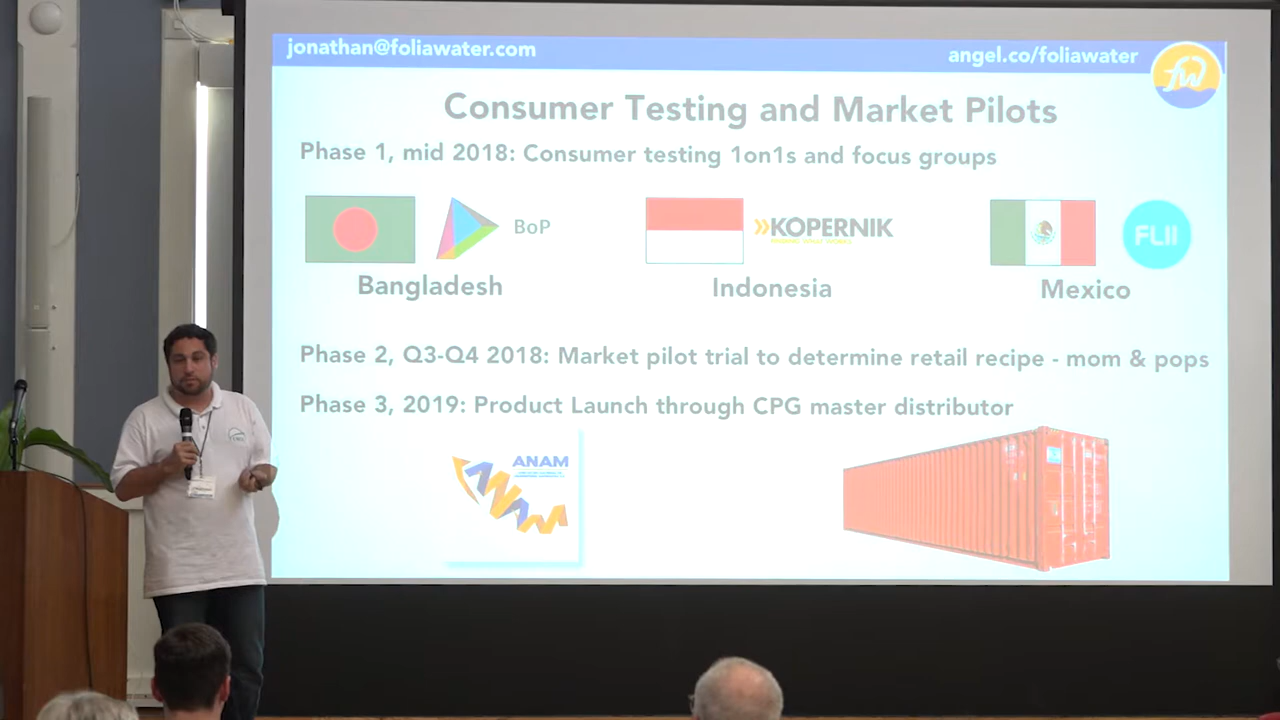 jonathan@foliawater.com
angel.co/foliawater
fw
Consumer Testing and Market Pilots
Phase 1, mid 2018: Consumer testing 1on1s and focus groups
BoP
»KOPERNIK
FLII
Bangladesh
Indonesia
Mexico
Phase 2, Q3-Q4 2018: Market pilot trial to determine retail recipe - mom & pops
Phase 3, 2019: Product Launch through CPG master distributor
ANAM